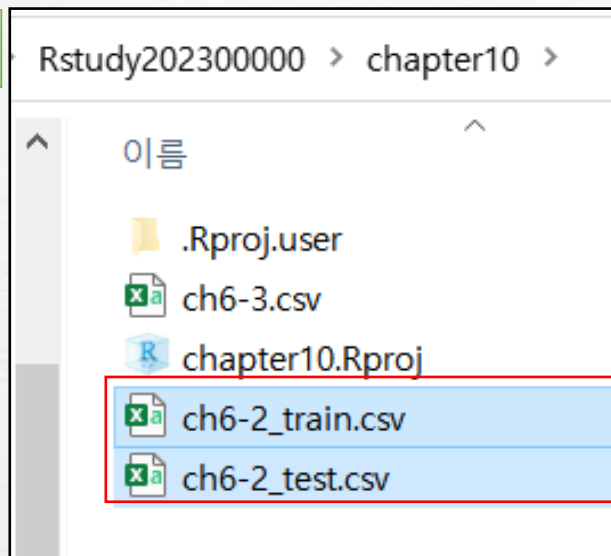 Rstudy202300000 > chapter10 >
이름
.Rproj.user
ch6-3.csv
chapter10.Rproj
ch6-2_train.csv
ch6-2_test.csv